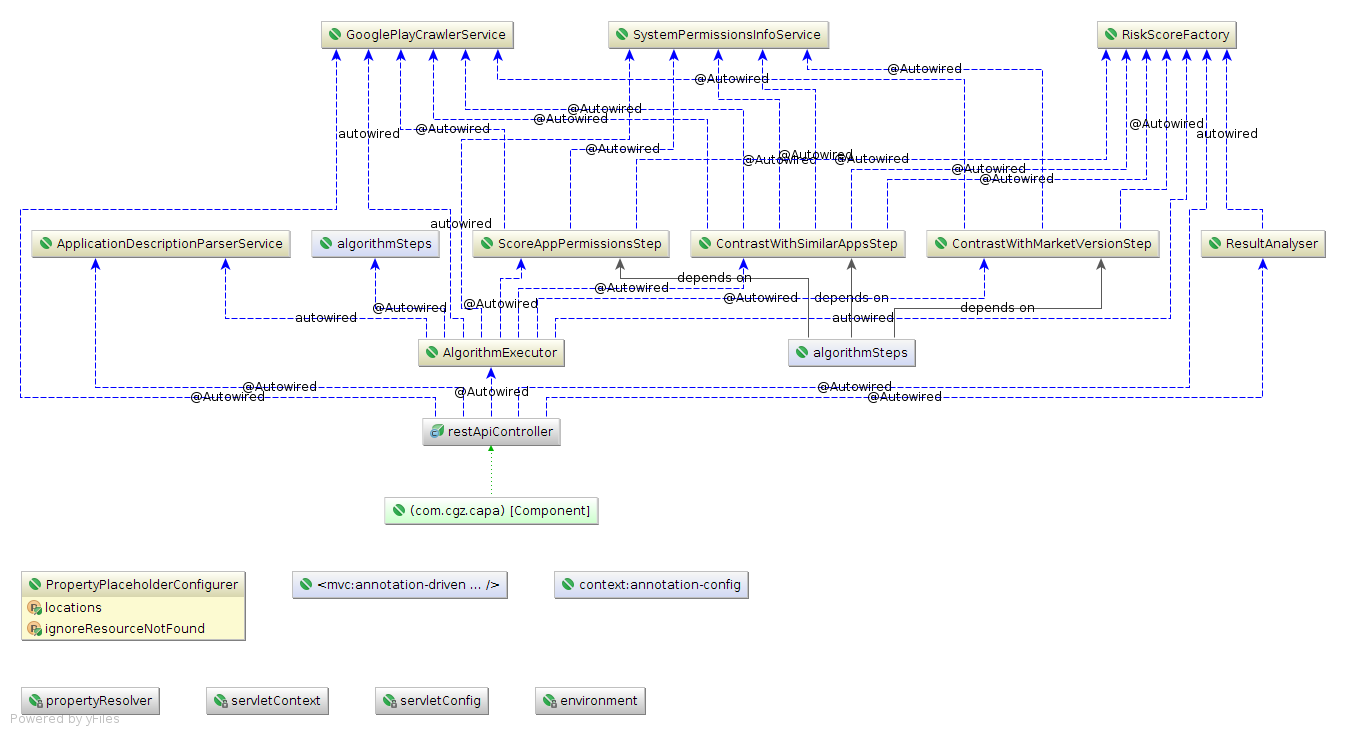 GooglePlayCrawlerService
SystemPermissionsInfoService
RiskScoreFactory
@Autowired
@Autowired
@Autowired
@Autowired
@Autowired
autowired
@Autowired
autowired
@Autowired
@Autowired
@Autowired
@Autowired
@Autowired
@Autowired
autowired
ApplicationDescriptionParserService
algorithmSteps
ScoreAppPermissionsStep
ContrastWithSimilarAppsStep
ContrastWithMarketVersionStep
ResultAnalyser
depends on
@Autowired
@Autowired
depends on
@Autowired
@Autowired
depends on
autowired
autowired
AlgorithmExecutor
algorithmSteps
@Autowired
@Autowired
@Autowired
@Autowired
@Autowired
restApiController
(com.cgz.capa) [Component]
PropertyPlaceholderConfigurer
<mvc:annotation-driven ... />
context:annotation-config
locations
ignoreResourceNotFound
propertyResolver
servletContext
servletConfig
environment
Powered by yFiles